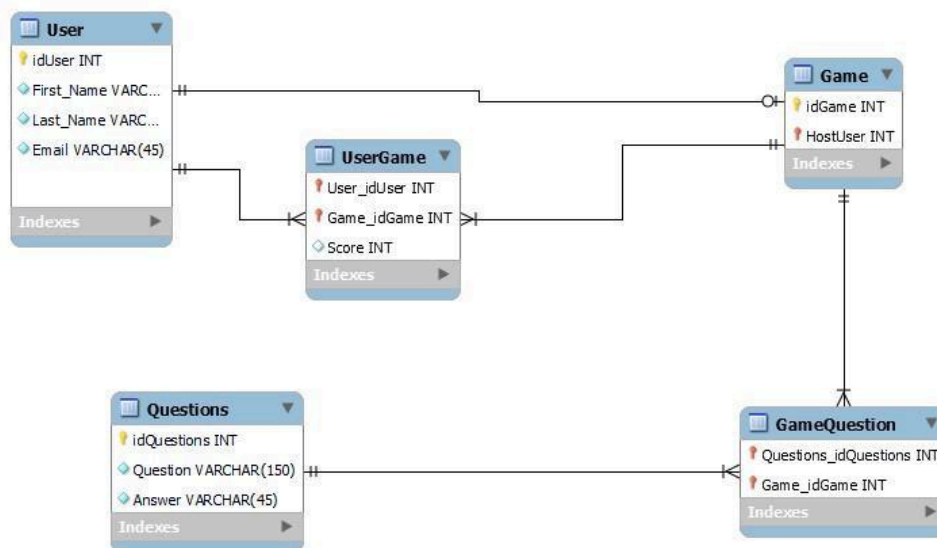 User
idUser INT
First_Name VARC...
Last_Name VARC...
Email VARCHAR(45)
Indexes
Game
idGame INT
HostUser INT
Indexes
UserGame
User_idUser INT
Game_idGame INT
Score INT
Indexes
Questions
idQuestions INT
Question VARCHAR(150)
Answer VARCHAR(45)
Indexes
GameQuestion
Questions_idQuestions INT
Game_idGame INT
Indexes